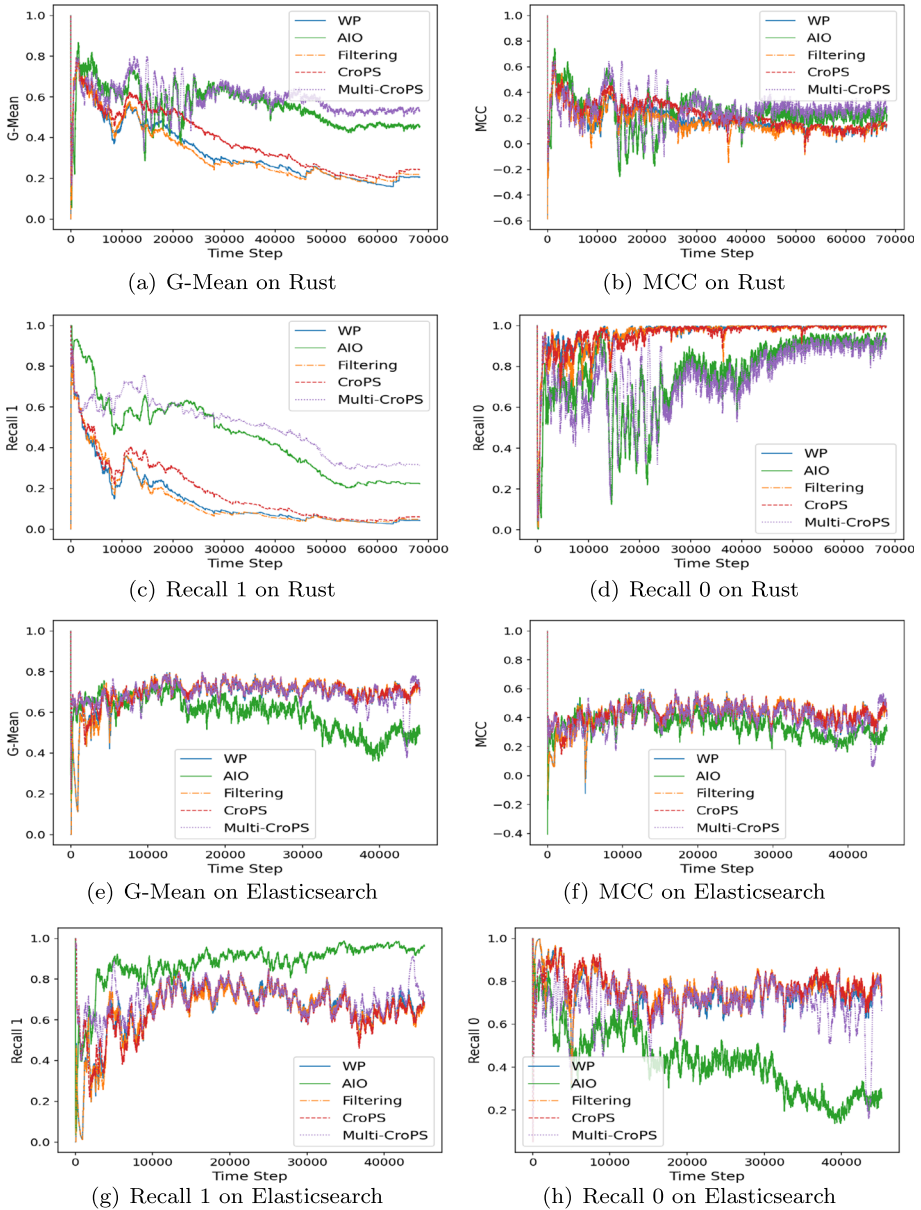 1.0
0.8
0.6
0.4
0.2
0.0
G-Mean
WP
AIO
Filtering
CroPS
Multi-CroPS
0 10000 20000 30000 40000 50000 60000 70000
Time Step
(a) G-Mean on Rust
1.0
0.8
0.6
0.4
0.2
0.0
−0.2
−0.4
−0.6
MCC
WP
AIO
Filtering
CroPS
Multi-CroPS
0 10000 20000 30000 40000 50000 60000 70000
Time Step
(b) MCC on Rust
1.0
0.8
0.6
0.4
0.2
0.0
Recall 1
WP
AIO
Filtering
CroPS
Multi-CroPS
0 10000 20000 30000 40000 50000 60000 70000
Time Step
(c) Recall 1 on Rust
1.0
0.8
0.6
0.4
0.2
0.0
Recall 0
WP
AIO
Filtering
CroPS
Multi-CroPS
0 10000 20000 30000 40000 50000 60000 70000
Time Step
(d) Recall 0 on Rust
1.0
0.8
0.6
0.4
0.2
0.0
G-Mean
WP
AIO
Filtering
CroPS
Multi-CroPS
0 10000 20000 30000 40000
Time Step
(e) G-Mean on Elasticsearch
1.0
0.8
0.6
0.4
0.2
0.0
−0.2
−0.4
MCC
WP
AIO
Filtering
CroPS
Multi-CroPS
0 10000 20000 30000 40000
Time Step
(f) MCC on Elasticsearch
1.0
0.8
0.6
0.4
0.2
0.0
Recall 1
WP
AIO
Filtering
CroPS
Multi-CroPS
0 10000 20000 30000 40000
Time Step
(g) Recall 1 on Elasticsearch
1.0
0.8
0.6
0.4
0.2
Recall 0
WP
AIO
Filtering
CroPS
Multi-CroPS
0 10000 20000 30000 40000
Time Step
(h) Recall 0 on Elasticsearch